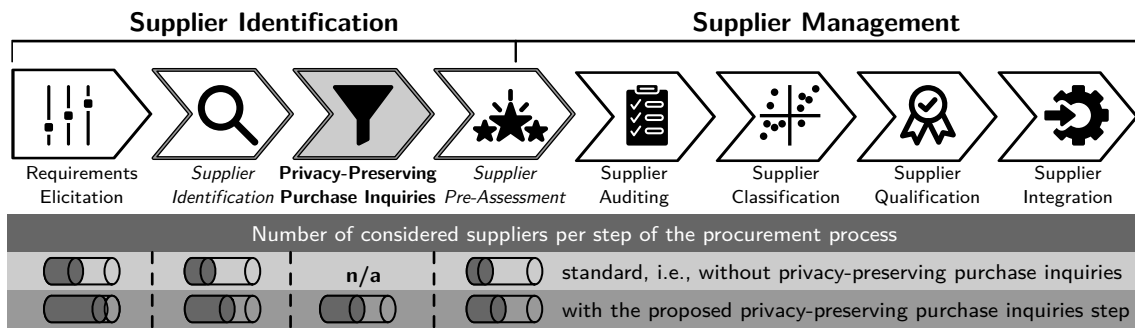 Supplier Identification
Supplier Management
Requirements
Elicitation
Supplier
Identification
Privacy-Preserving
Purchase Inquiries
Supplier
Pre-Assessment
Supplier
Auditing
Supplier
Classification
Supplier
Qualification
Supplier
Integration
Number of considered suppliers per step of the procurement process
n/a
standard, i.e., without privacy-preserving purchase inquiries
with the proposed privacy-preserving purchase inquiries step